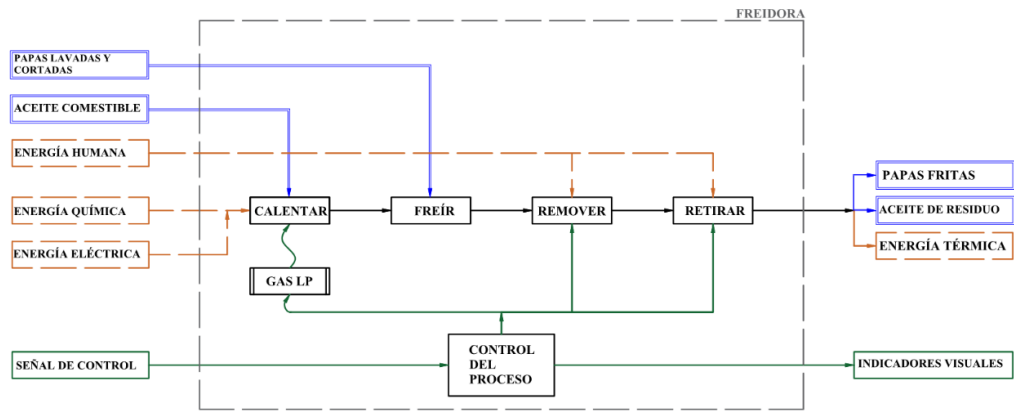 FREIDORA
PAPAS LAVADAS Y
CORTADAS
ACEITE COMESTIBLE
ENERGÍA HUMANA
ENERGÍA QUÍMICA
ENERGÍA ELÉCTRICA
CALENTAR
FREÍR
REMOVER
RETIRAR
PAPAS FRITAS
ACEITE DE RESIDUO
ENERGÍA TÉRMICA
GAS LP
SEÑAL DE CONTROL
CONTROL
DEL
PROCESO
INDICADORES VISUALES